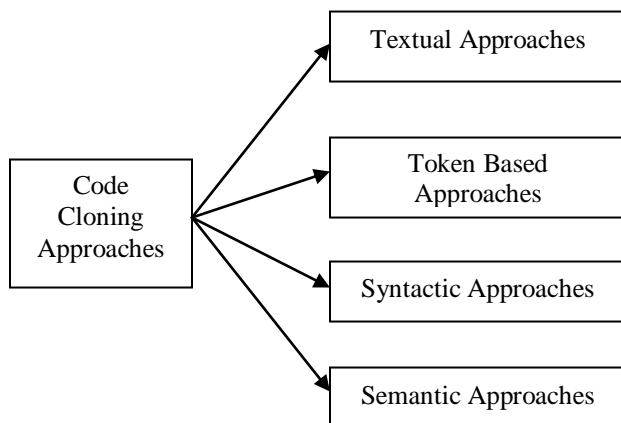 Textual Approaches
Code
Cloning
Approaches
Token Based
Approaches
Syntactic Approaches
Semantic Approaches